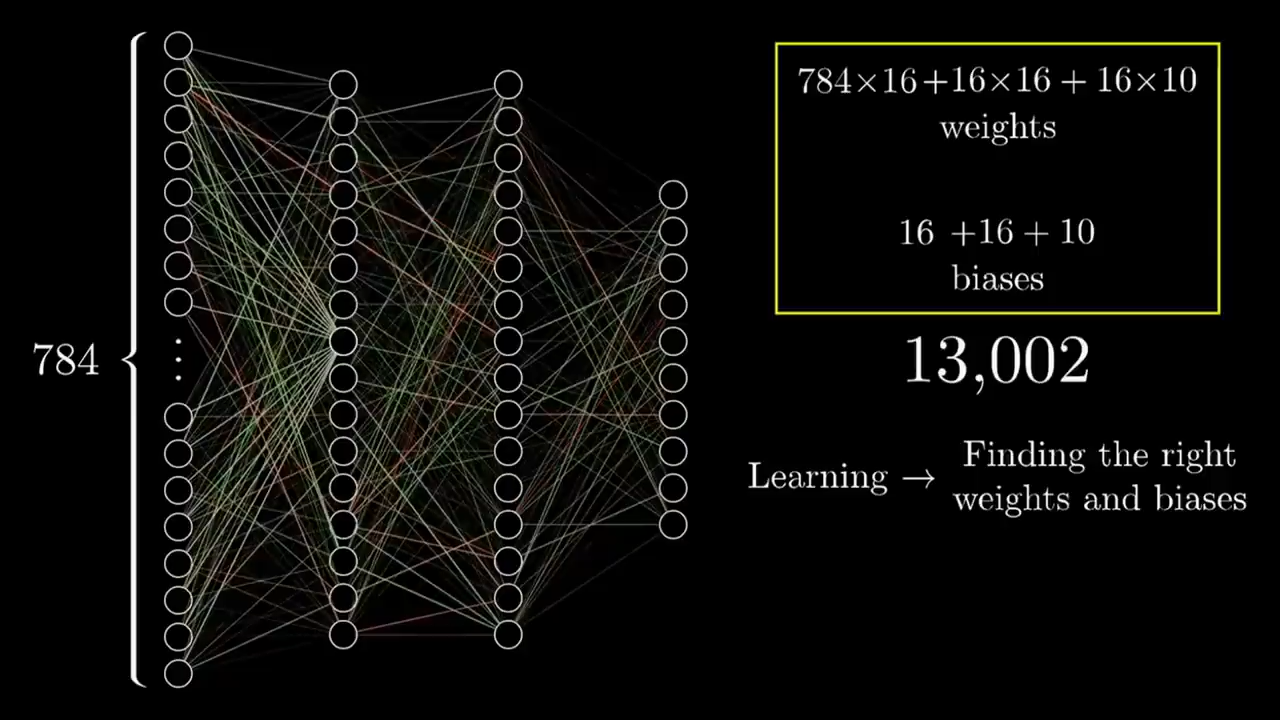 784
784×16+16×16 + 16×10
weights
16 +16 + 10
biases
13,002
Learning → Finding the right
weights and biases